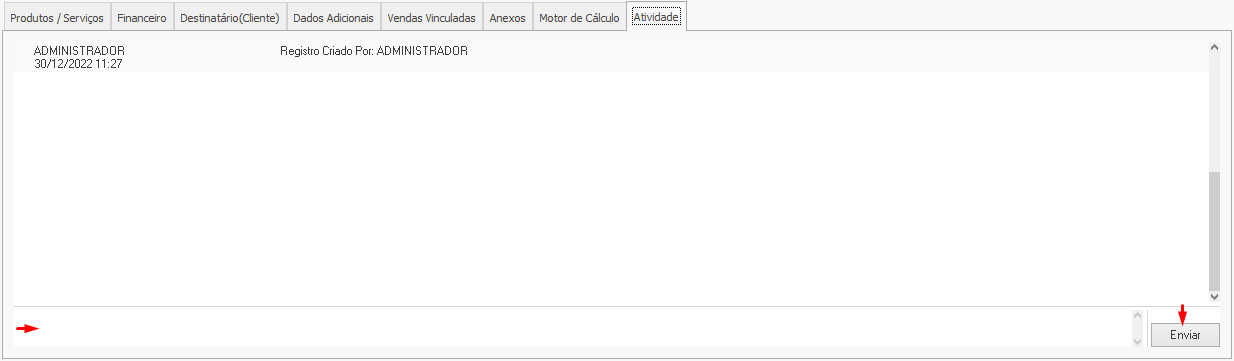 Produtos / Serviços Financeiro Destinatário(Cliente) Dados Adicionais Vendas Vinculadas Anexos Motor de Cálculo Atividade
ADMINISTRADOR Registro Criado Por: ADMINISTRADOR
30/12/2022 11:27
Enviar